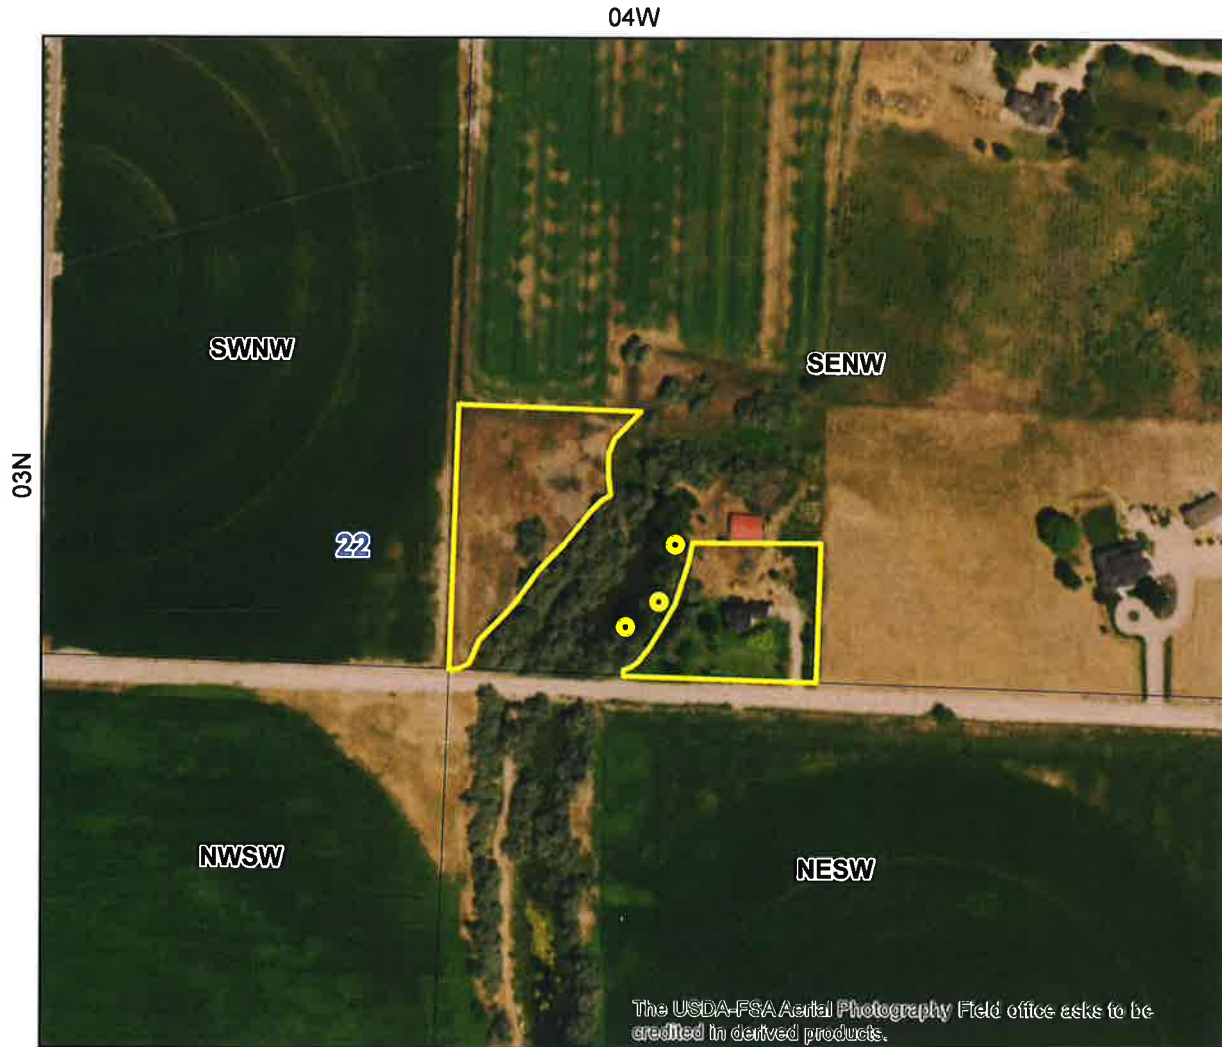 04W
SWNW
SENW
03N
22
NWSW
NESW
The USDA-FSA Aerial Photography Field office asks to be
credited in derived products.